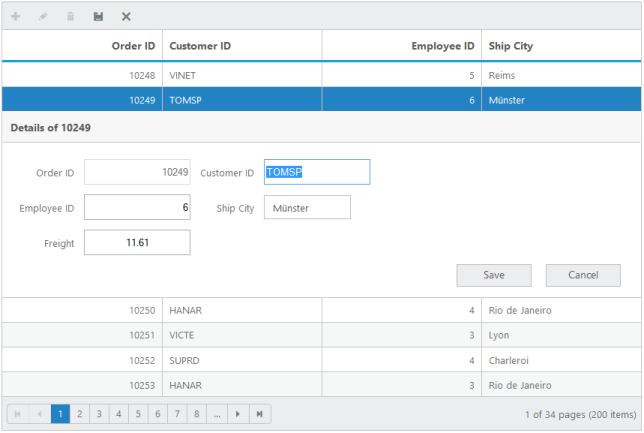 Order ID Customer ID Employee ID Ship City
10248 VINET 5 Reims
10249 TOMSP 6 Münster
Details of 10249
Order ID 10249 Customer ID TOMSP
Employee ID 6 Ship City Münster
Freight 11.61
Save Cancel
10250 HANAR 4 Rio de Janeiro
10251 VICTE 3 Lyon
10252 SUPRD 4 Charleroi
10253 HANAR 3 Rio de Janeiro
1 2 3 4 5 6 7 8 ... 1 of 34 pages (200 items)